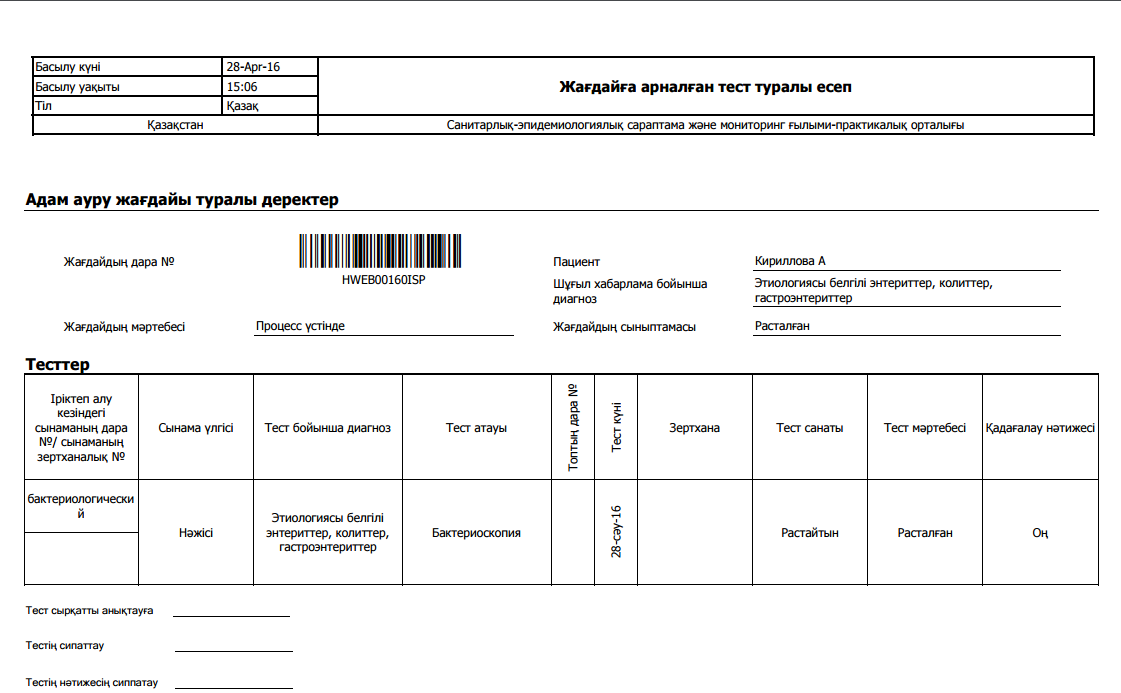 Басылу күні 28-Apr-16
Басылу уақыты 15:06
Тіл Қазақ
Жағдайға арналған тест туралы есеп
Қазақстан Санитарлық-эпидемиологиялық сараптама және мониторинг ғылыми-практикалық орталығы
Адам ауру жағдайы туралы деректер
Жағдайдың дара №
HWEB00160ISP
Пациент Кириллова А
Шұғыл хабарлама бойынша
диагноз
Этиологиясы белгілі энтериттер, колиттер,
гастроэнтериттер
Жағдайдың мәртебесі Процесс үстінде
Жағдайдың сыныптамасы Расталған
Тесттер
Іріктеп алу
кезіндегі
сынаманың дара
№/ сынаманың
зертханалық №
Сынама үлгісі
Тест бойынша диагноз
Тест атауы
Топтың дара №
Тест күні
Зертхана
Тест санаты
Тест мәртебесі
Қадағалау нәтижесі
бактериологически
й
Нәжісі
Этиологиясы белгілі
энтериттер, колиттер,
гастроэнтериттер
Бактериоскопия
28-сәу-16
Растайтын
Расталған
Оң
Тест сырқатты анықтауға
Тестің сипаттау
Тестің нәтижесің сиппатау